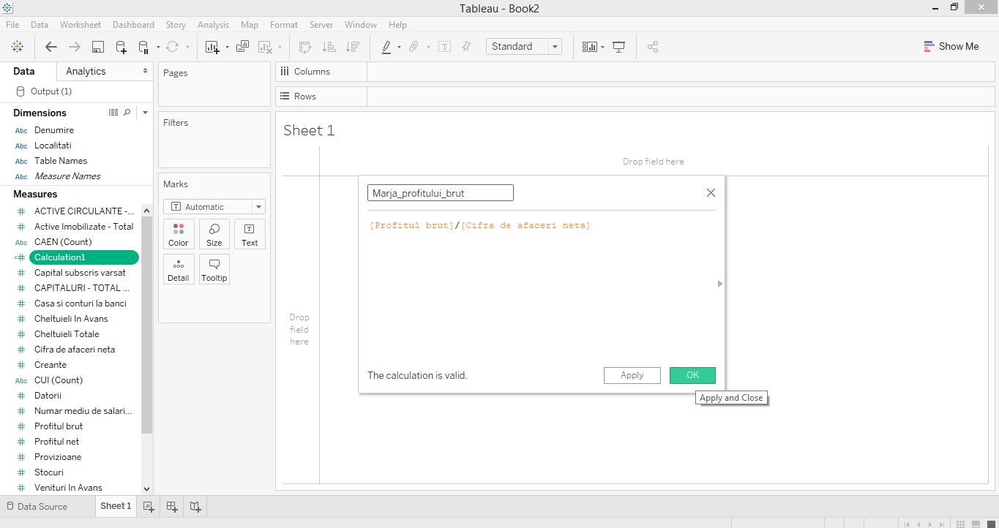 Tableau - Book2
File Data Worksheet Dashboard Story Analysis Map Format Server Window Help
Standard
Show Me
Data Analytics
Output (1)
Dimensions
Abc Denumire
Abc Localitati
Abc Table Names
Abc Measure Names
Measures
# ACTIVE CIRCULANTE -...
# Active Imobilizate - Total
Abc CAEN (Count)
=# Calculation1
# Capital subscris varsat
# CAPITALURI - TOTAL ...
# Casa si conturi la banci
# Cheltuieli In Avans
# Cheltuieli Totale
# Cifra de afaceri neta
# Creante
Abc CUI (Count)
# Datorii
# Numar mediu de salari...
# Profitul brut
# Profitul net
# Provizioane
# Stocuri
# Venituri In Avans
Pages
Filters
Marks
T Automatic
Color Size Text
Detail Tooltip
Columns
Rows
Sheet 1
Drop field here
Drop
field
here
Marja_profitului_brut
[Profitul brut]/[Cifra de afaceri neta]
The calculation is valid.
Apply OK
Apply and Close
Data Source Sheet 1